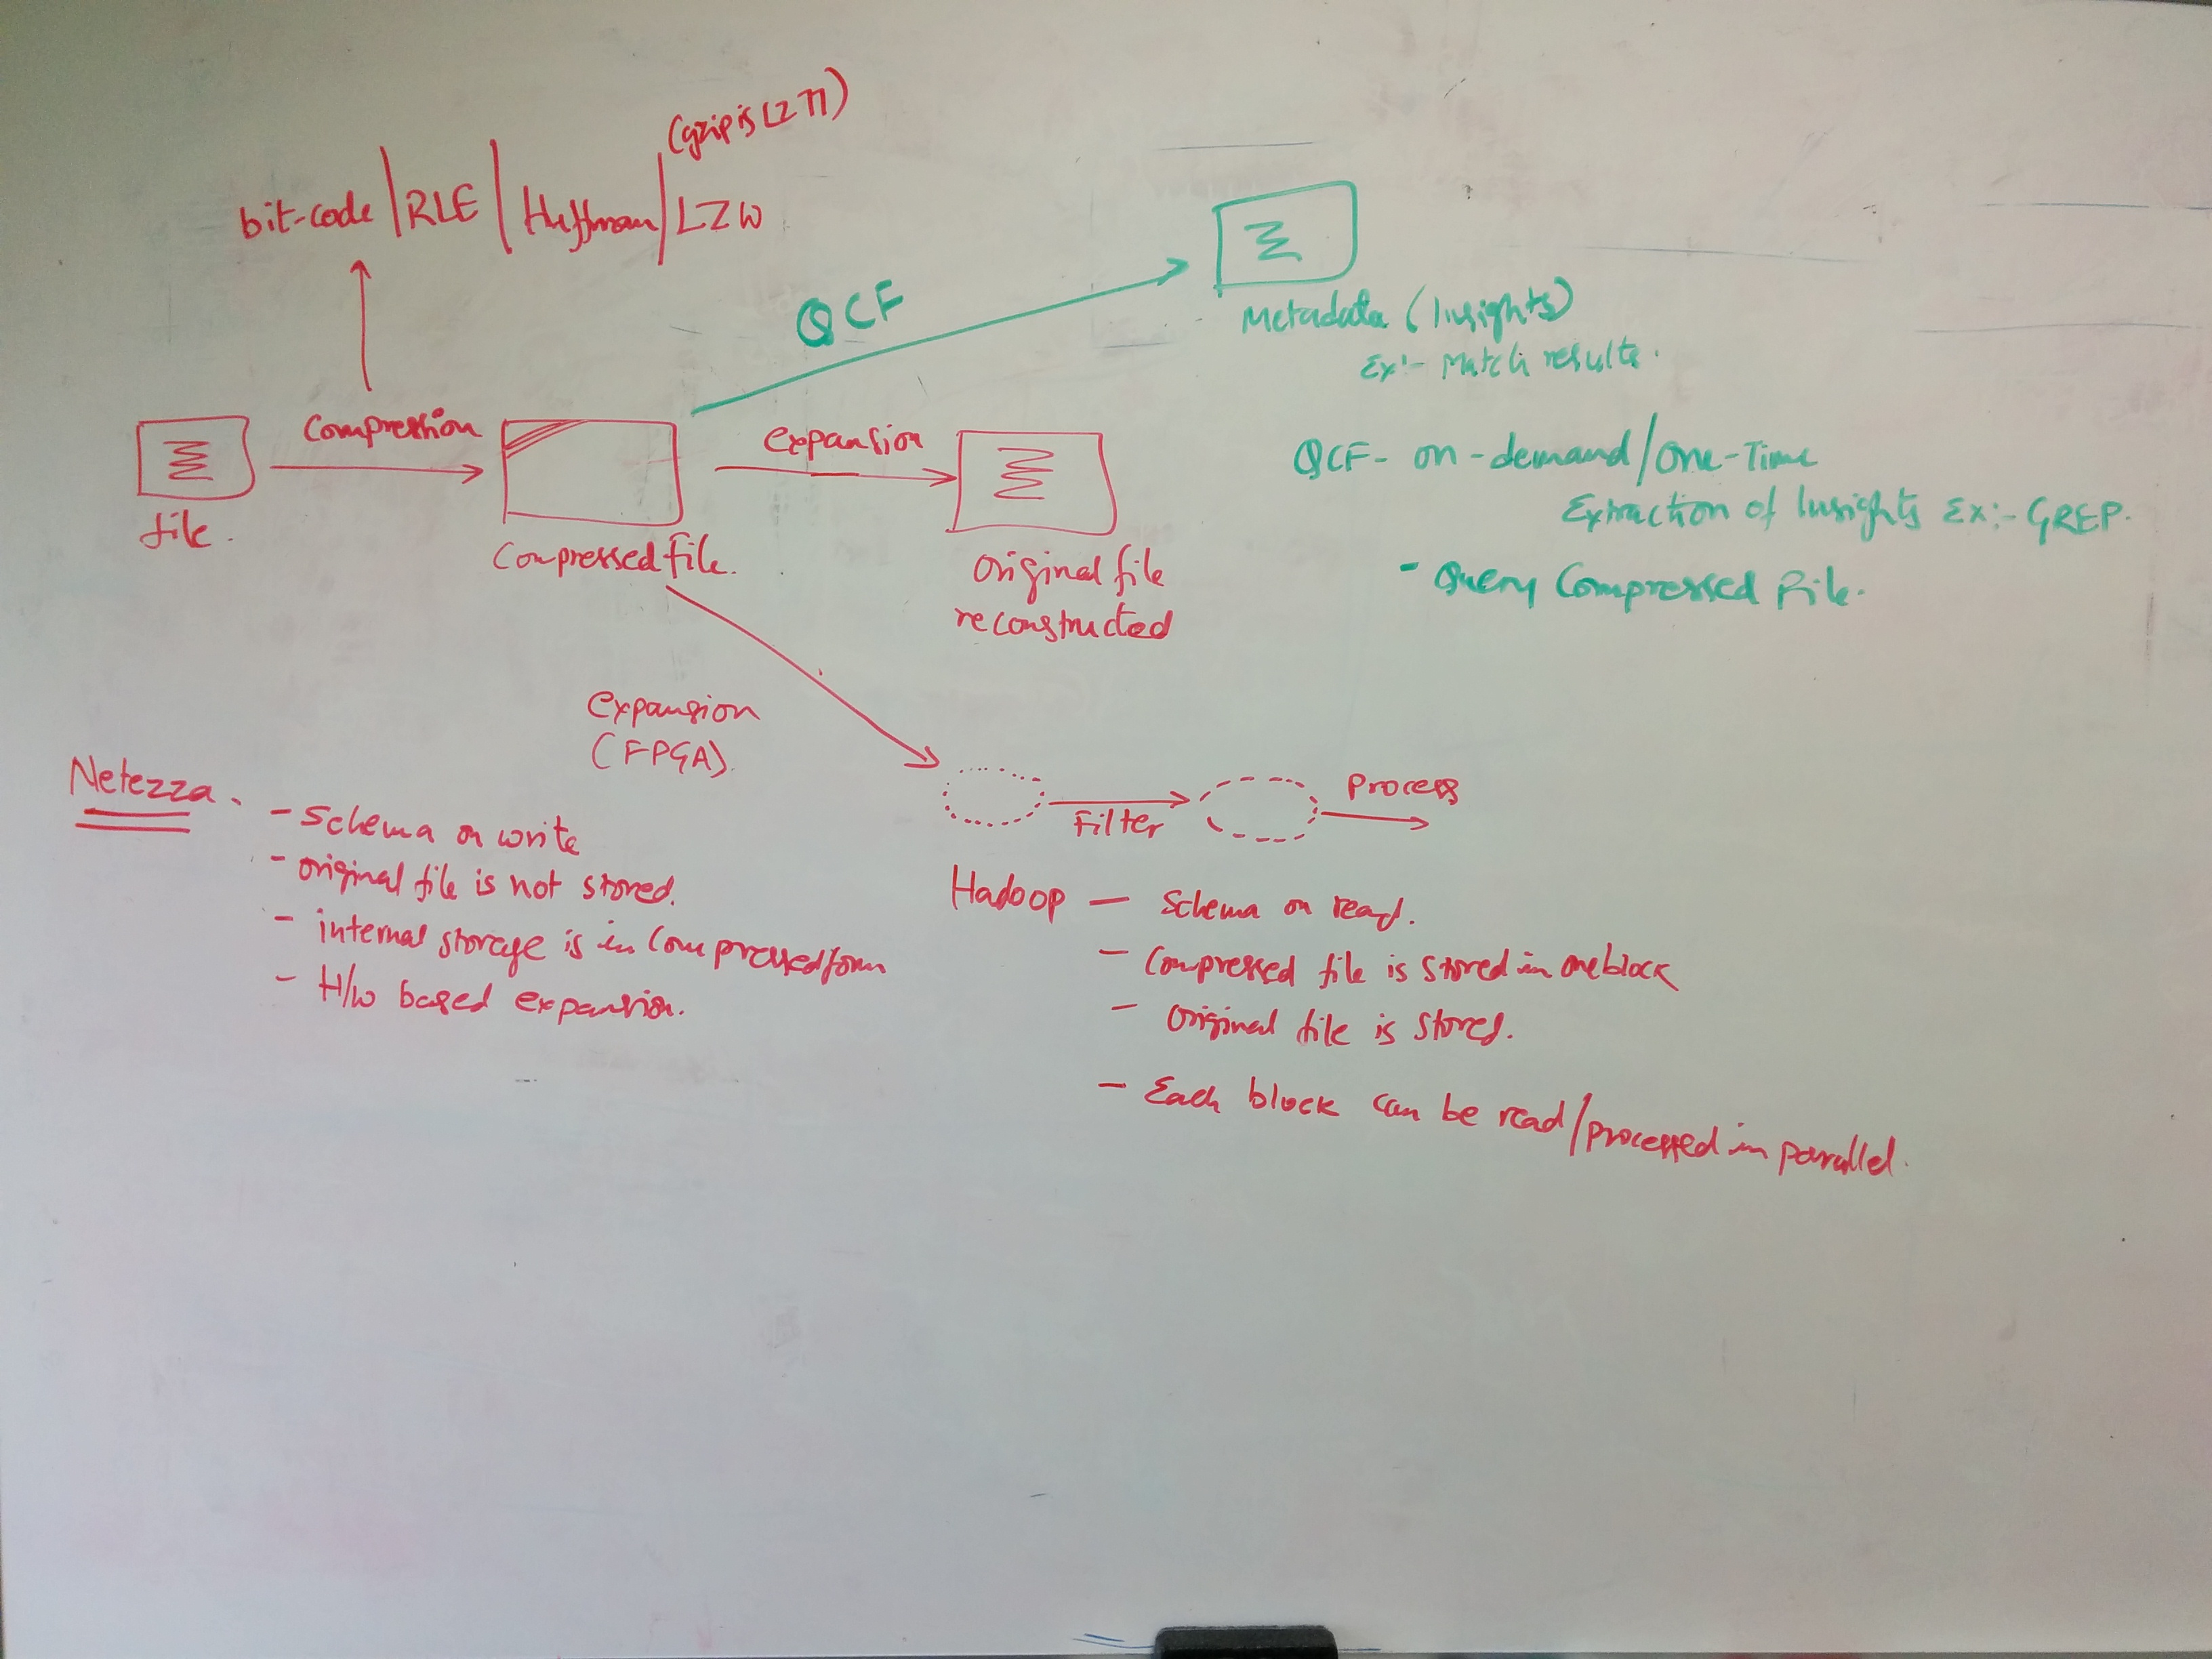 (gzip is LZ77)
bit-code | RLE | Huffman | LZW
QCF
Metadata (Insights)
Ex:- Match results.
Compression
expansion
file.
Compressed file.
Original file
reconstructed
QCF - on-demand/One-Time
Extraction of Insights Ex:- GREP.
- Query Compressed File.
expansion
(FPGA).
Filter
Process
Netezza.
- Schema on write
- original file is not stored.
- internal storage is in Compressed form
- H/w based expansion.
Hadoop - Schema on read.
- Compressed file is stored in one block
- Original file is stored.
- Each block can be read/processed in parallel.